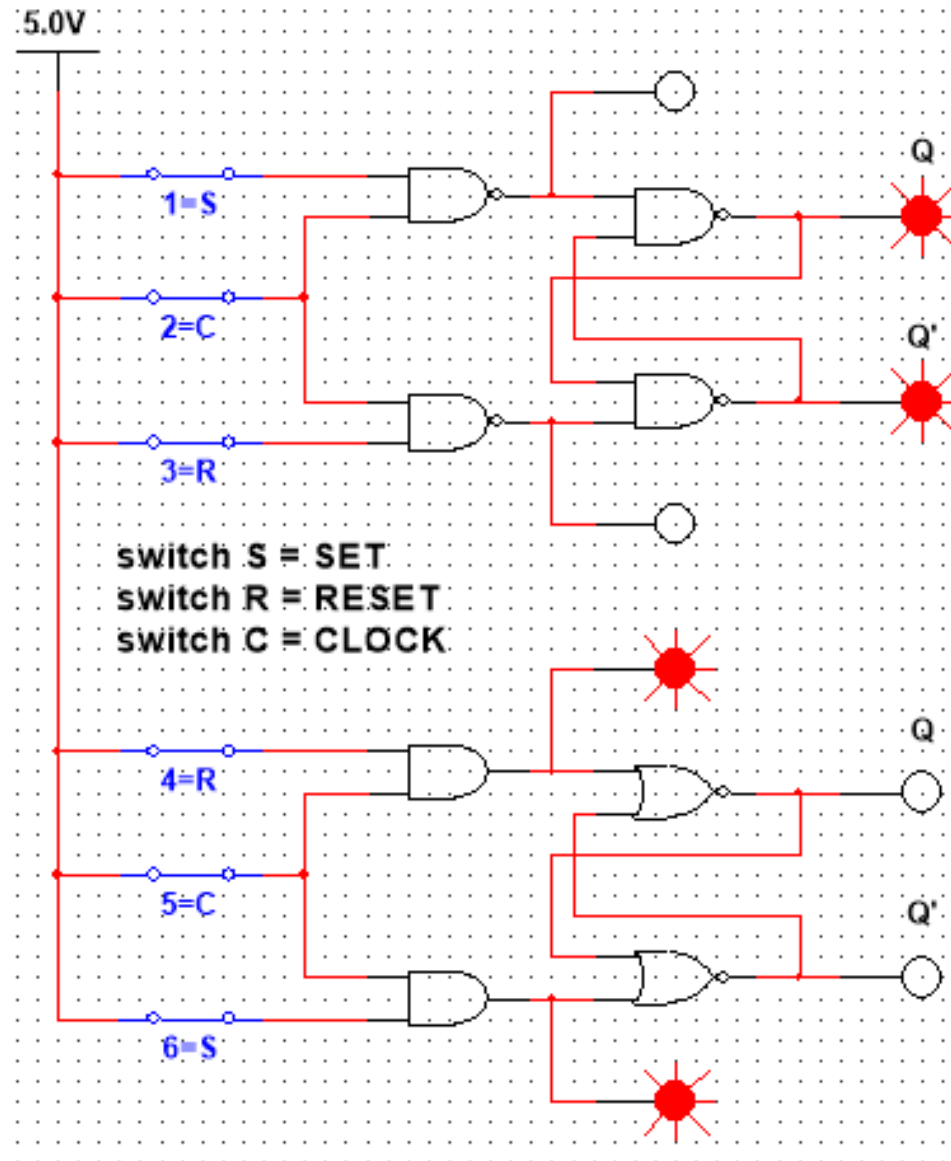 5.0V
Q
1=S
2=C
Q'
3=R
switch S = SET
switch R = RESET
switch C = CLOCK
Q
4=R
5=C
Q'
6=S